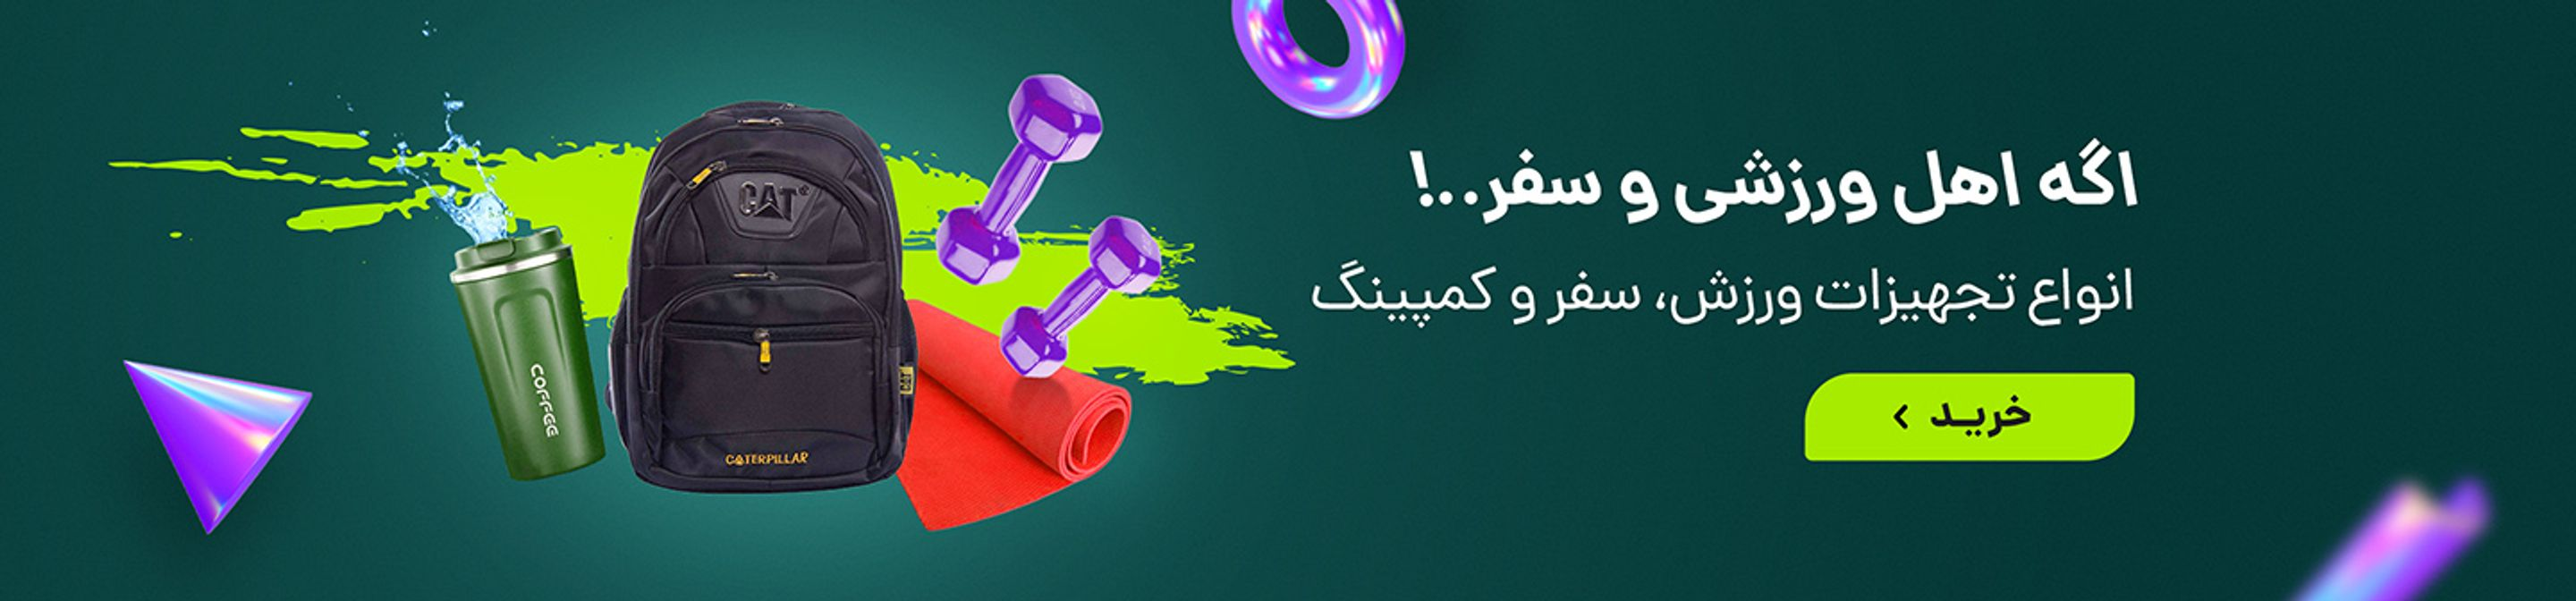 اگه اهل ورزشی و سفر..!
انواع تجهیزات ورزش، سفر و کمپینگ
خرید ›
CAT
CATERPILLAR
COFFEE